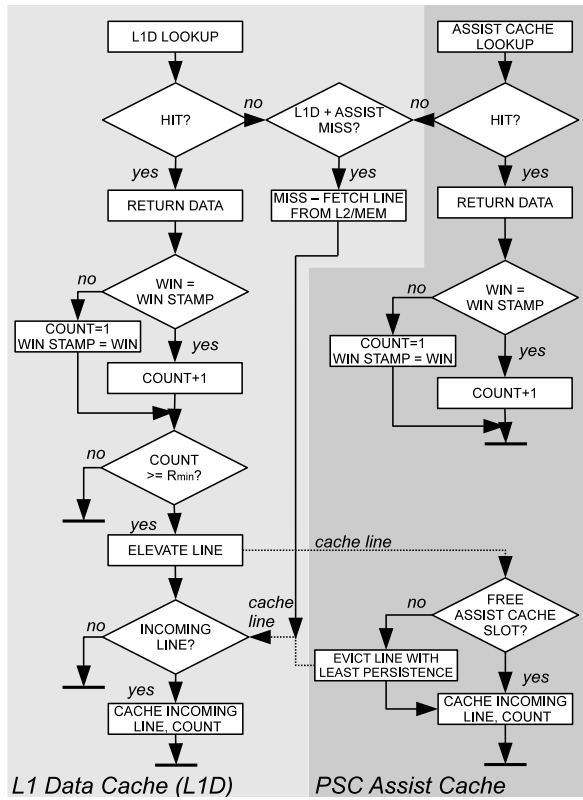 L1D LOOKUP
ASSIST CACHE
LOOKUP
HIT?
no
L1D + ASSIST
MISS?
no
HIT?
yes
yes
yes
RETURN DATA
MISS – FETCH LINE
FROM L2/MEM
RETURN DATA
no
WIN =
WIN STAMP
no
WIN =
WIN STAMP
COUNT=1
WIN STAMP = WIN
yes
COUNT=1
WIN STAMP = WIN
yes
COUNT+1
COUNT+1
no
COUNT
>= Rmin?
yes
ELEVATE LINE
cache line
no
INCOMING
LINE?
cache
line
no
FREE
ASSIST CACHE
SLOT?
EVICT LINE WITH
LEAST PERSISTENCE
yes
yes
CACHE INCOMING
LINE, COUNT
CACHE INCOMING
LINE, COUNT
L1 Data Cache (L1D)
PSC Assist Cache